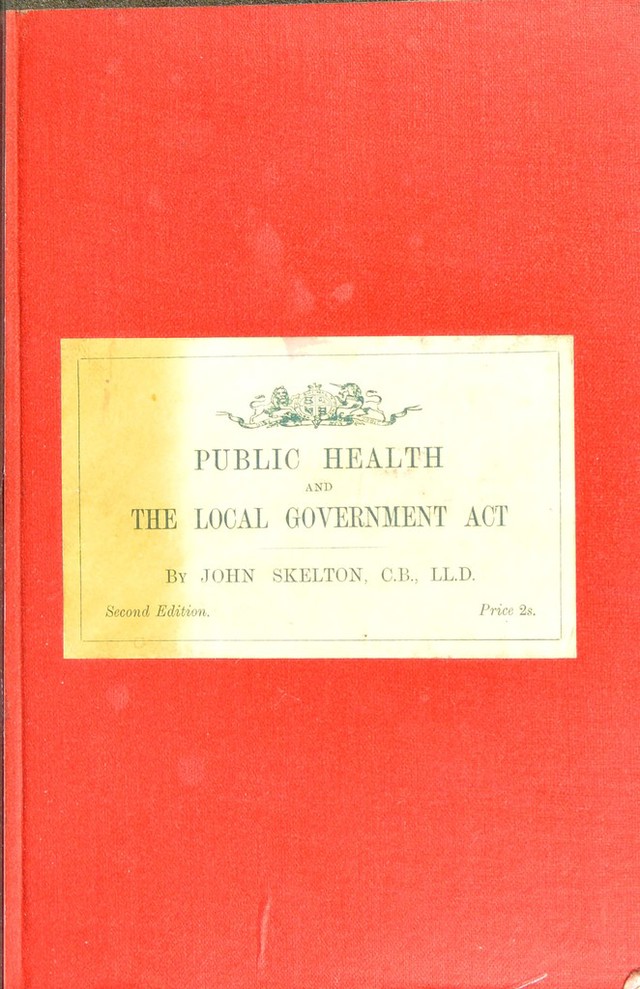 PUBLIC HEALTH
AND
THE LOCAL GOVERNMENT ACT
By JOHN SKELTON, C.B., LL.D.
Second Edition. Price 2s.